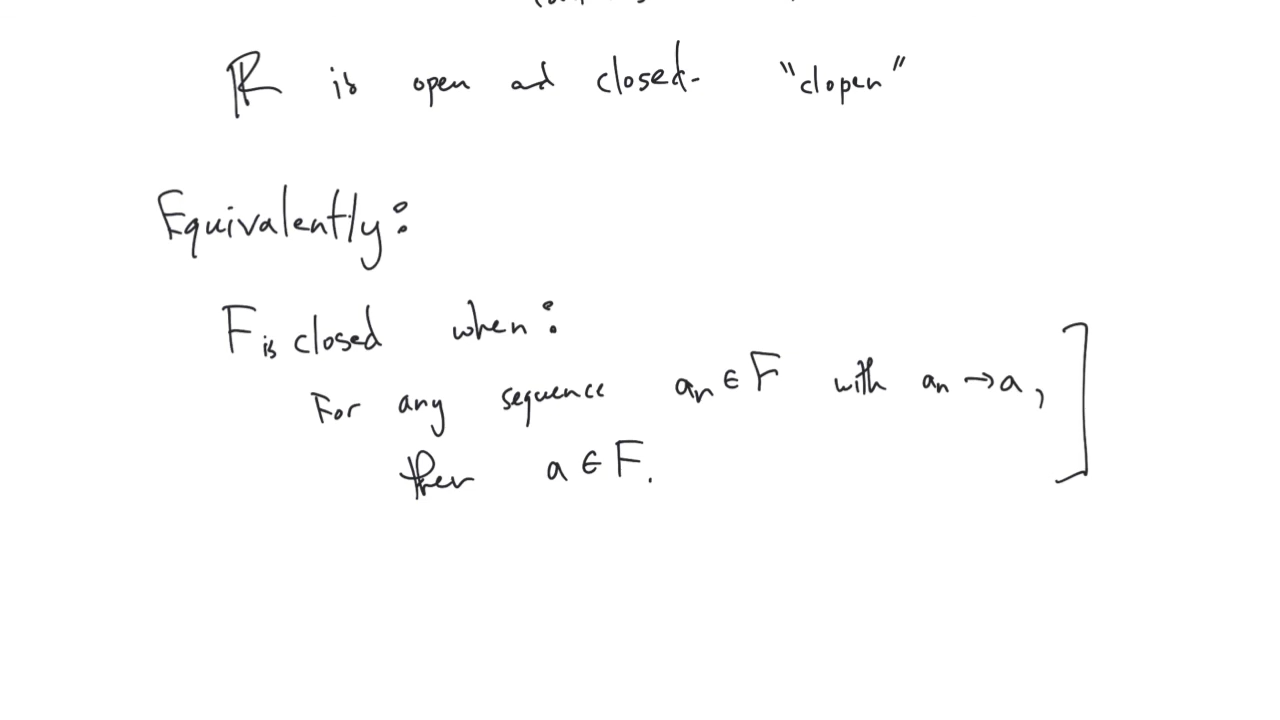 ℝ is open and closed. "clopen"
Equivalently:
F is closed when:
For any sequence aₙ ∈ F with aₙ → a,
then a ∈ F.